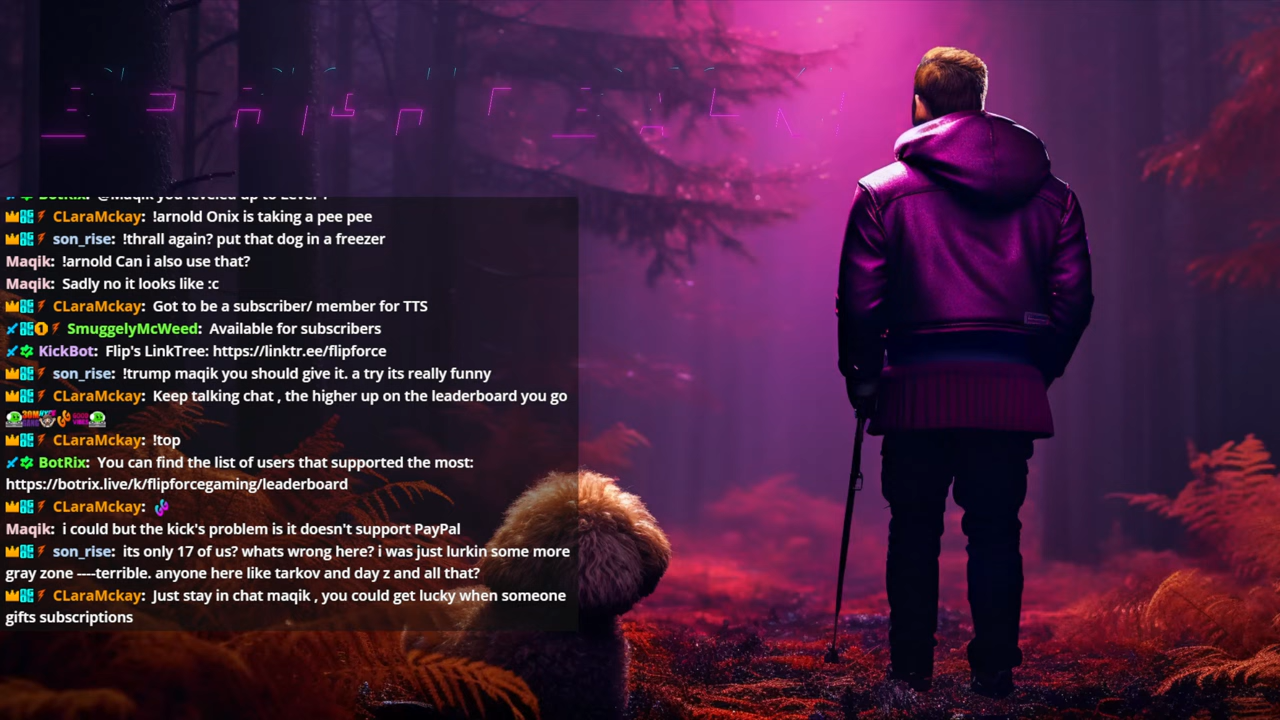 BotRix: @Maqik you leveled up to Level
CLaraMckay: !arnold Onix is taking a pee pee
son_rise: !thrall again? put that dog in a freezer
Maqik: !arnold Can i also use that?
Maqik: Sadly no it looks like :c
CLaraMckay: Got to be a subscriber/ member for TTS
SmuggelyMcWeed: Available for subscribers
KickBot: Flip's LinkTree: https://linktr.ee/flipforce
son_rise: !trump maqik you should give it. a try its really funny
CLaraMckay: Keep talking chat , the higher up on the leaderboard you go
CLaraMckay: !top
BotRix: You can find the list of users that supported the most:
https://botrix.live/k/flipforcegaming/leaderboard
CLaraMckay:
Maqik: i could but the kick's problem is it doesn't support PayPal
son_rise: its only 17 of us? whats wrong here? i was just lurkin some more
gray zone ----terrible. anyone here like tarkov and day z and all that?
CLaraMckay: Just stay in chat maqik , you could get lucky when someone
gifts subscriptions